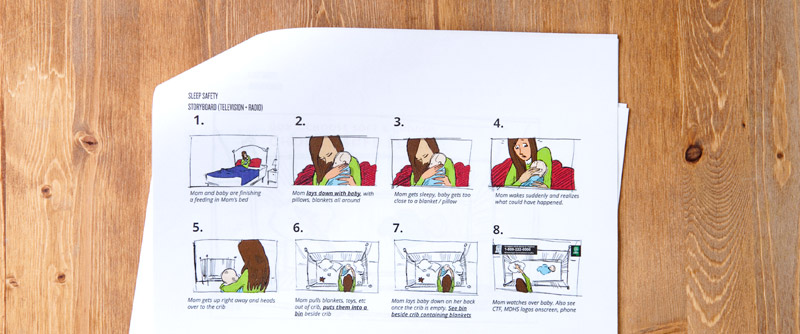 SLEEP SAFETY
STORYBOARD (TELEVISION + RADIO)
1.
Mom and baby are finishing
a feeding in Mom's bed
2.
Mom lays down with baby, with
pillows, blankets all around
3.
Mom gets sleepy, baby gets too
close to a blanket / pillow
4.
Mom wakes suddenly and realizes
what could have happened.
5.
Mom gets up right away and heads
over to the crib
6.
Mom pulls blankets, toys, etc
out of crib, puts them into a
bin beside crib
7.
Mom lays baby down on her back
once the crib is empty. See bin
beside crib containing blankets
8.
Mom watches over baby. Also see
CTF, MDHS logos onscreen, phone